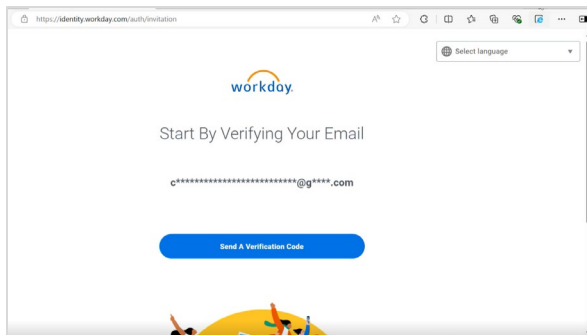 https://identity.workday.com/auth/invitation
Select language
workday.
Start By Verifying Your Email
c**************************@g****.com
Send A Verification Code